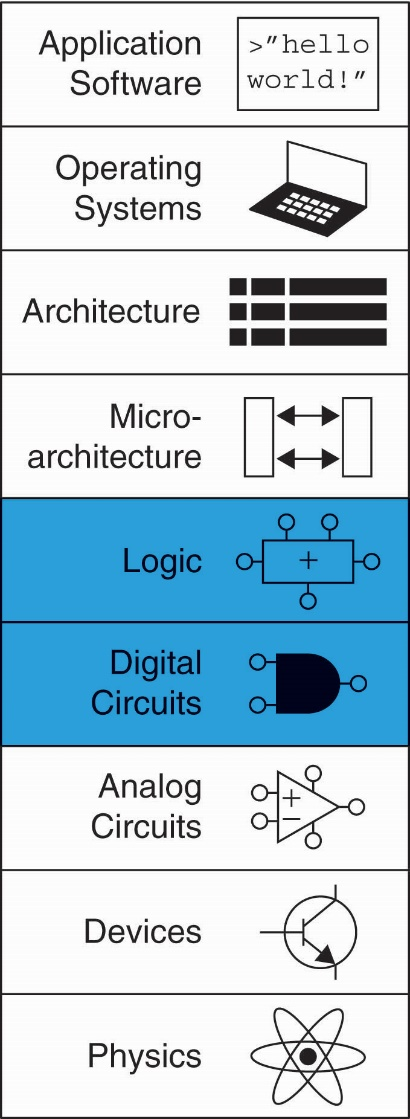 Application
Software
>"hello
world!"
Operating
Systems
Architecture
Micro-
architecture
Logic
+
Digital
Circuits
Analog
Circuits
+
−
Devices
Physics